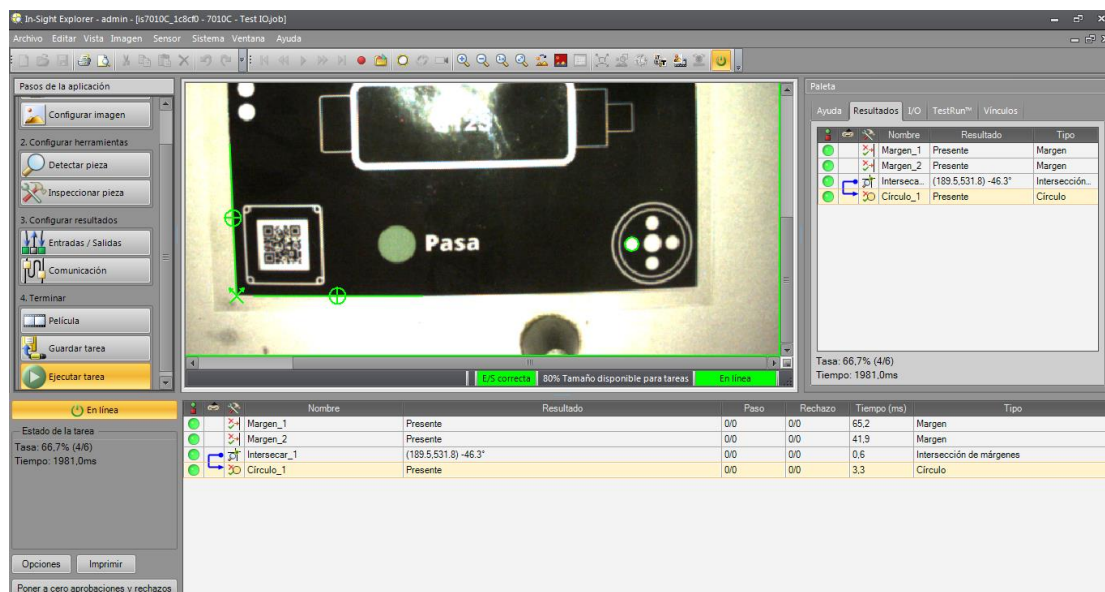 In-Sight Explorer - admin - [is7010C_1c8cf0 - 7010C - Test IO.job]
Archivo Editar Vista Imagen Sensor Sistema Ventana Ayuda
Pasos de la aplicación
Configurar imagen
2. Configurar herramientas
Detectar pieza
Inspeccionar pieza
3. Configurar resultados
Entradas / Salidas
Comunicación
4. Terminar
Película
Guardar tarea
Ejecutar tarea
Pasa
E/S correcta 80% Tamaño disponible para tareas En línea
Paleta
Ayuda Resultados I/O TestRun™ Vínculos
Nombre Resultado Tipo
Margen_1 Presente Margen
Margen_2 Presente Margen
Interseca... (189.5,531.8) -46.3° Intersección...
Círculo_1 Presente Círculo
Tasa: 66,7% (4/6)
Tiempo: 1981,0ms
En línea
Estado de la tarea
Tasa: 66,7% (4/6)
Tiempo: 1981,0ms
Opciones Imprimir
Poner a cero aprobaciones y rechazos
Nombre Resultado Paso Rechazo Tiempo (ms) Tipo
Margen_1 Presente 0/0 0/0 65,2 Margen
Margen_2 Presente 0/0 0/0 41,9 Margen
Intersecar_1 (189.5,531.8) -46.3° 0/0 0/0 0,6 Intersección de márgenes
Círculo_1 Presente 0/0 0/0 3,3 Círculo